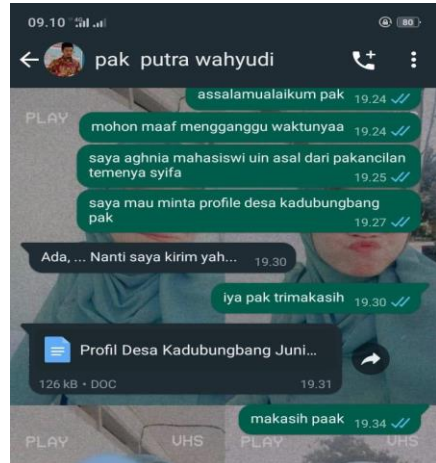 09.10
80
pak putra wahyudi
assalamualaikum pak 19.24
PLAY
mohon maaf mengganggu waktunyaa 19.24
saya aghnia mahasiswi uin asal dari pakancilan
temenya syifa 19.25
saya mau minta profile desa kadubungbang
pak 19.27
Ada, ... Nanti saya kirim yah... 19.30
iya pak trimakasih 19.30
Profil Desa Kadubungbang Juni...
126 kB • DOC 19.31
makasih paak 19.34
PLAY VHS PLAY VHS